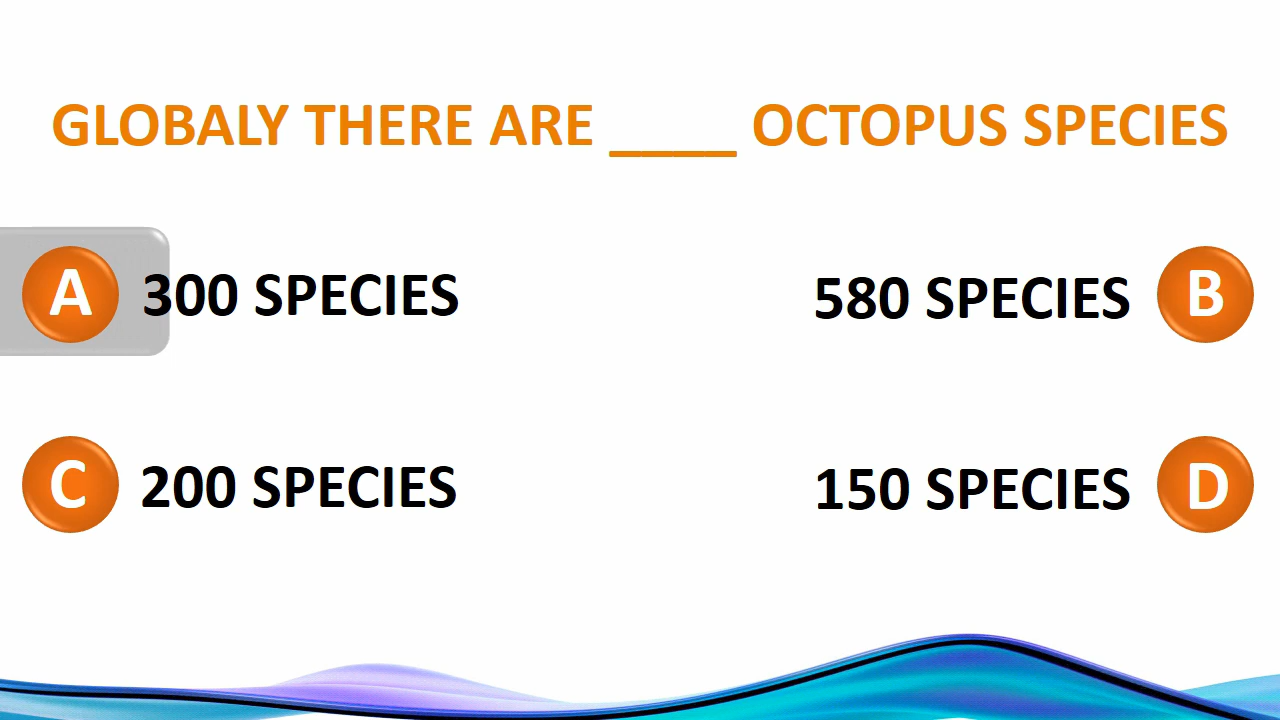 GLOBALY THERE ARE ____ OCTOPUS SPECIES
A 300 SPECIES
580 SPECIES B
C 200 SPECIES
150 SPECIES D